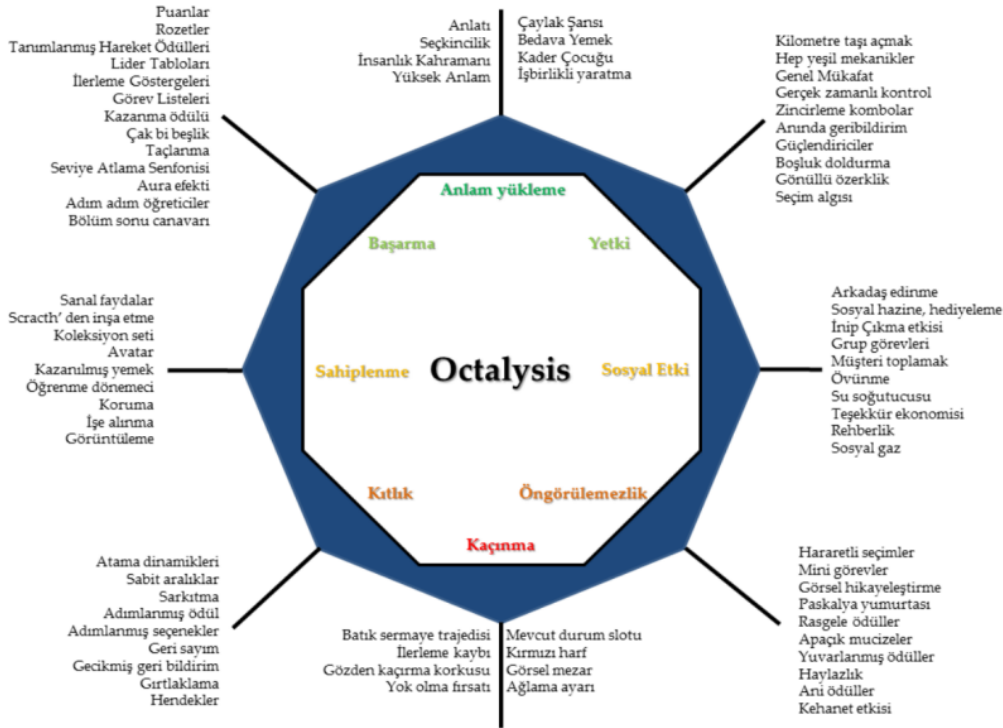 Puanlar
Rozetler
Tanımlanmış Hareket Ödülleri
Lider Tabloları
İlerleme Göstergeleri
Görev Listeleri
Kazanma ödülü
Çak bi beşlik
Taçlanma
Seviye Atlama Senfonisi
Aura efekti
Adım adım öğreticiler
Bölüm sonu canavarı
Anlatı
Seçkincilik
İnsanlık Kahramanı
Yüksek Anlam
Çaylak Şansı
Bedava Yemek
Kader Çocuğu
İşbirlikli yaratma
Kilometre taşı açmak
Hep yeşil mekanikler
Genel Mükafat
Gerçek zamanlı kontrol
Zincirleme kombolar
Anında geribildirim
Güçlendiriciler
Boşluk doldurma
Gönüllü özerklik
Seçim algısı
Anlam yükleme
Başarma
Yetki
Sahiplenme
Octalysis
Sosyal Etki
Kıtlık
Öngörülemezlik
Kaçınma
Sanal faydalar
Scracth' den inşa etme
Koleksiyon seti
Avatar
Kazanılmış yemek
Öğrenme dönemeci
Koruma
İşe alınma
Görüntüleme
Arkadaş edinme
Sosyal hazine, hediyeleme
İnip Çıkma etkisi
Grup görevleri
Müşteri toplamak
Övünme
Su soğutucusu
Teşekkür ekonomisi
Rehberlik
Sosyal gaz
Atama dinamikleri
Sabit aralıklar
Sarkıtma
Adımlanmış ödül
Adımlanmış seçenekler
Geri sayım
Gecikmiş geri bildirim
Gırtlaklama
Hendekler
Batık sermaye trajedisi
İlerleme kaybı
Gözden kaçırma korkusu
Yok olma fırsatı
Mevcut durum slotu
Kırmızı harf
Görsel mezar
Ağlama ayarı
Hararetli seçimler
Mini görevler
Görsel hikayeleştirme
Paskalya yumurtası
Rasgele ödüller
Apaçık mucizeler
Yuvarlanmış ödüller
Haylazlık
Ani ödüller
Kehanet etkisi